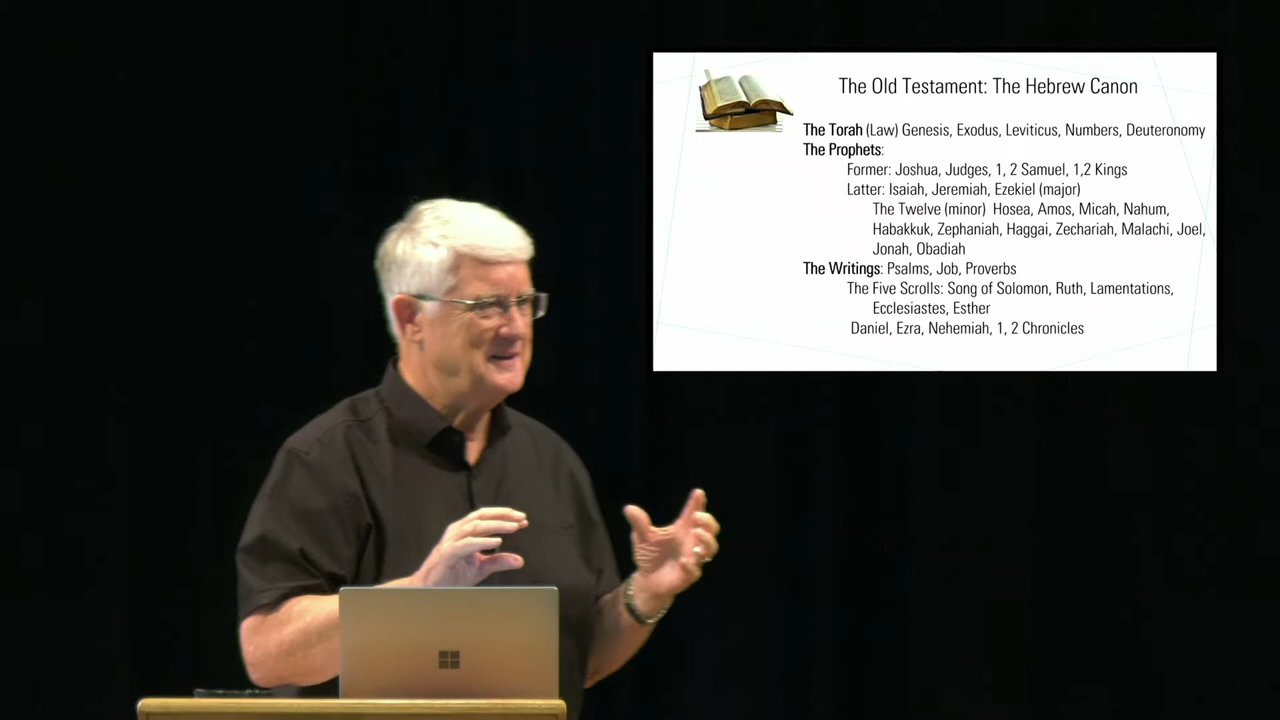 The Old Testament: The Hebrew Canon
The Torah (Law) Genesis, Exodus, Leviticus, Numbers, Deuteronomy
The Prophets:
Former: Joshua, Judges, 1, 2 Samuel, 1,2 Kings
Latter: Isaiah, Jeremiah, Ezekiel (major)
The Twelve (minor) Hosea, Amos, Micah, Nahum,
Habakkuk, Zephaniah, Haggai, Zechariah, Malachi, Joel,
Jonah, Obadiah
The Writings: Psalms, Job, Proverbs
The Five Scrolls: Song of Solomon, Ruth, Lamentations,
Ecclesiastes, Esther
Daniel, Ezra, Nehemiah, 1, 2 Chronicles